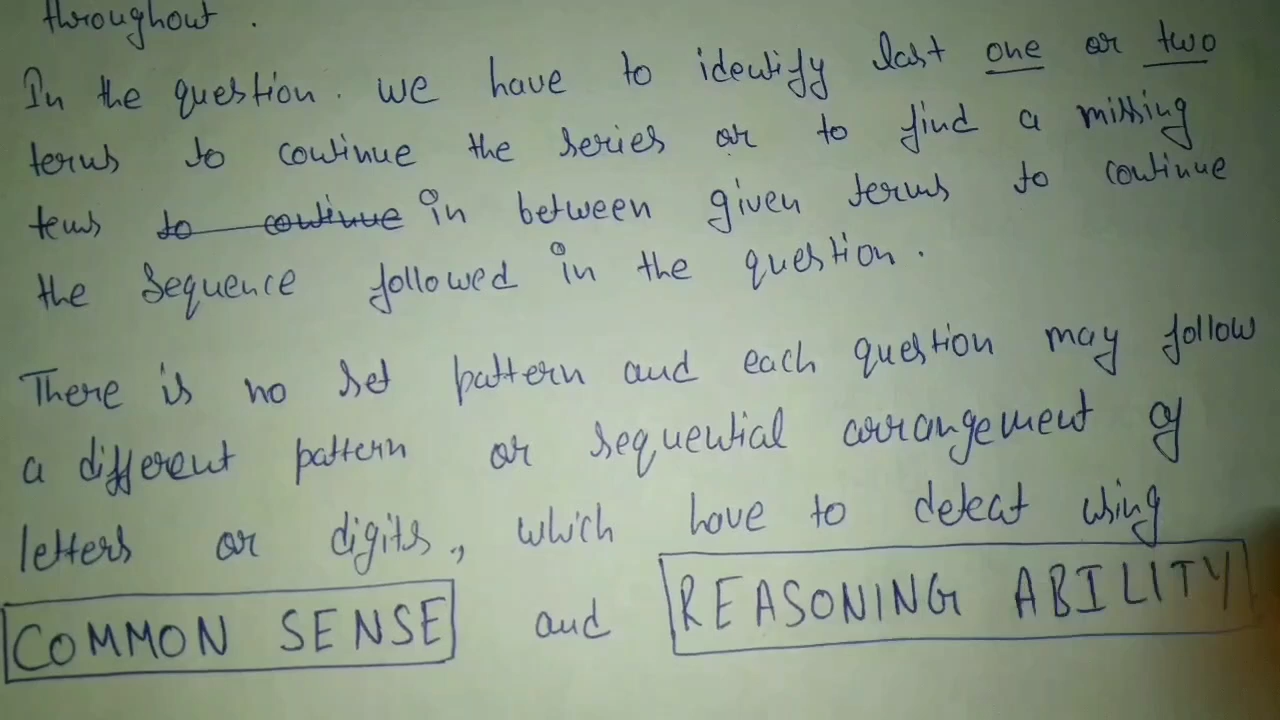 throughout.
In the question. we have to identify last one or two
terms to continue the series or to find a missing
tems to continue in between given terms to continue
the sequence followed in the question.
There is no set pattern and each question may follow
a different pattern or sequential arrangement of
letters or digits, which have to detect using
COMMON SENSE and REASONING ABILITY